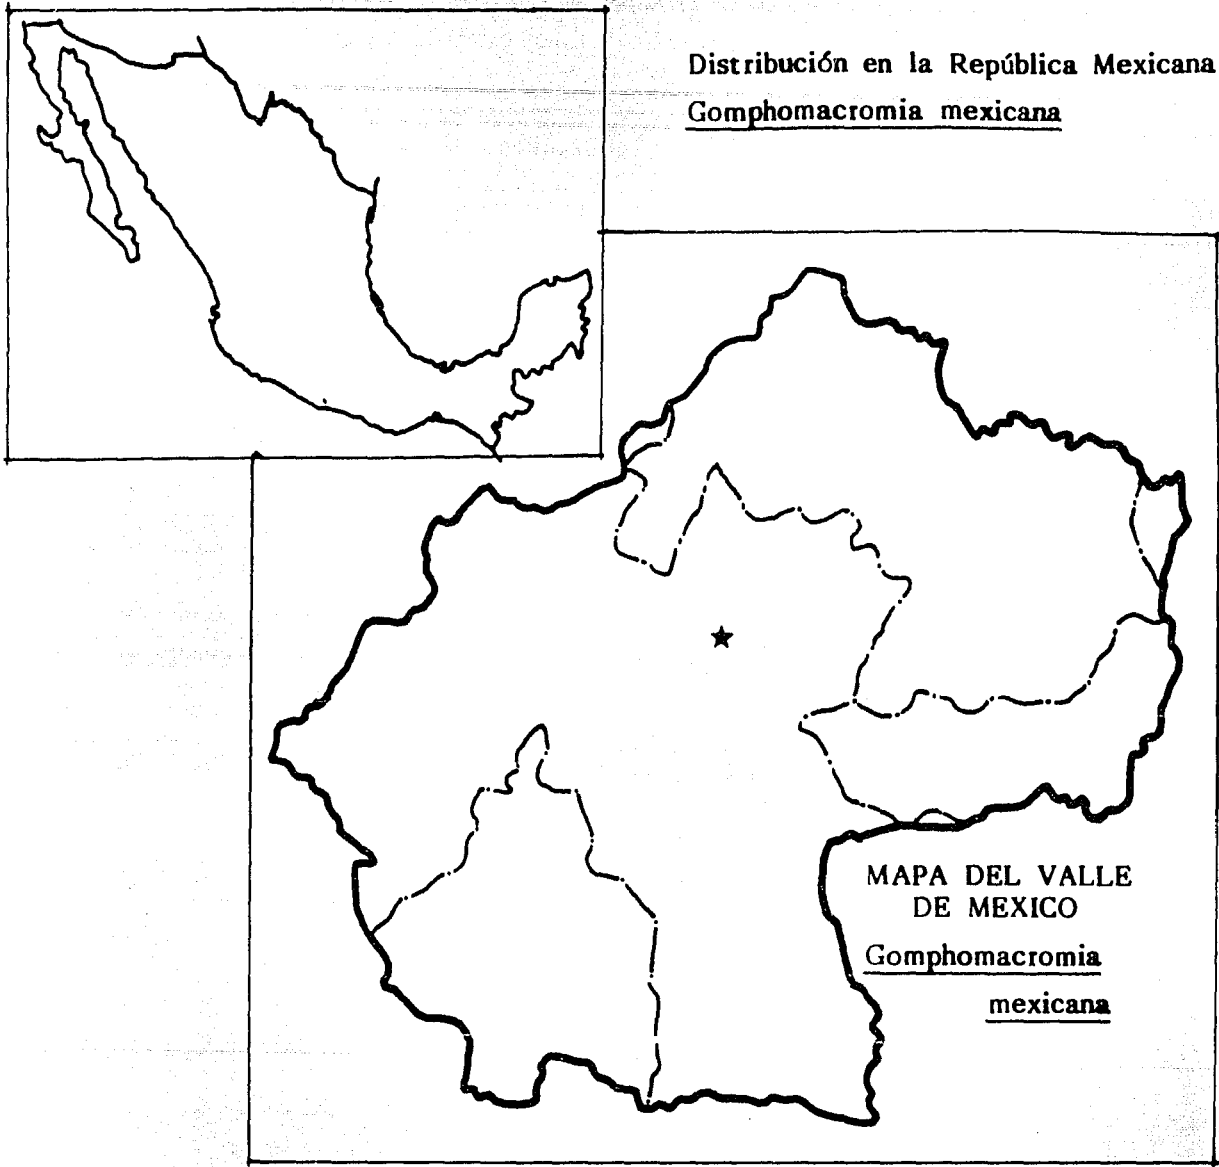 Distribución en la República Mexicana
Gomphomacromia mexicana
MAPA DEL VALLE
DE MEXICO
Gomphomacromia
mexicana